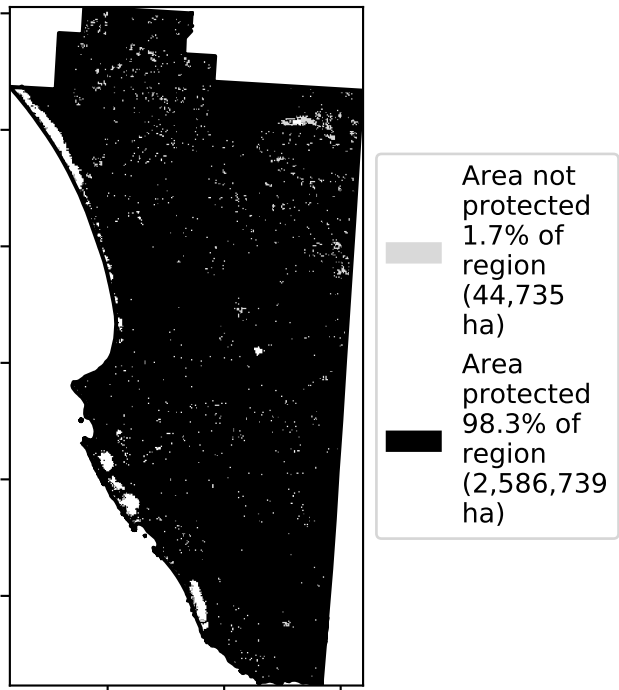 Area not
protected
1.7% of
region
(44,735
ha)
Area
protected
98.3% of
region
(2,586,739
ha)